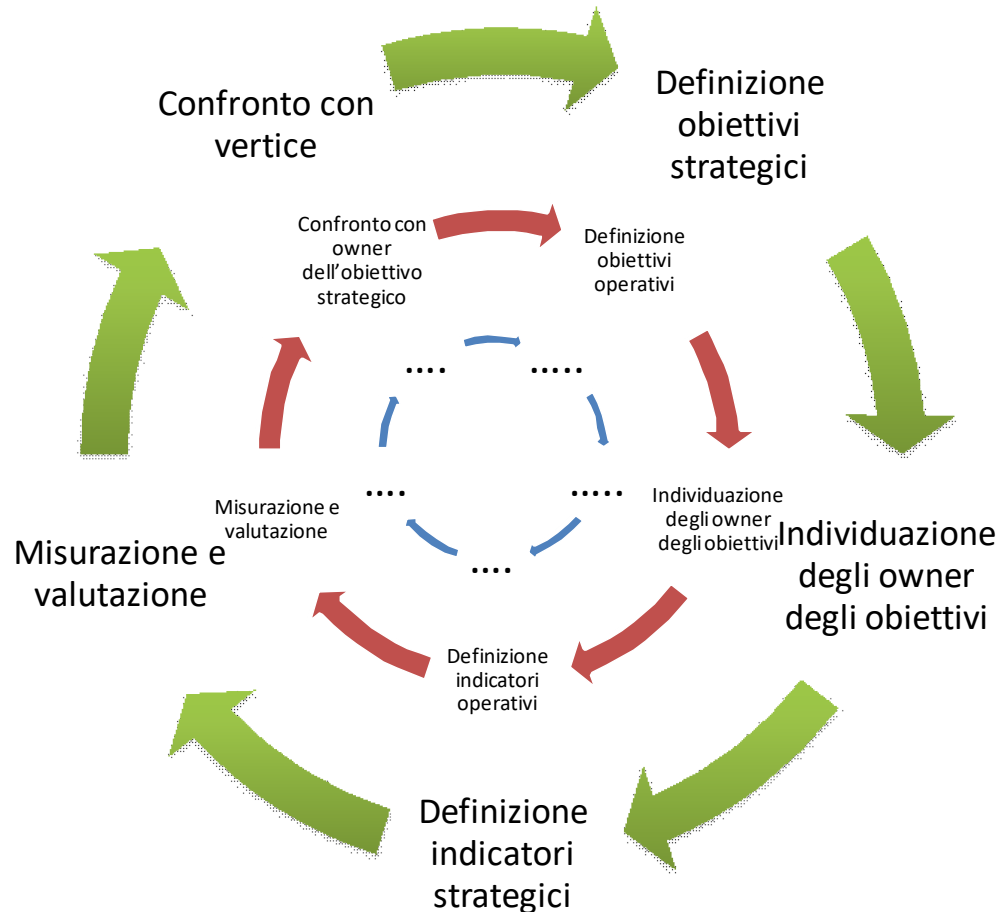 Confronto con
vertice
Definizione
obiettivi
strategici
Individuazione
degli owner
degli obiettivi
Definizione
indicatori
strategici
Misurazione e
valutazione
Confronto con
owner
dell’obiettivo
strategico
Definizione
obiettivi
operativi
Individuazione
degli owner
degli obiettivi
Definizione
indicatori
operativi
Misurazione e
valutazione
....
.....
.....
....
....